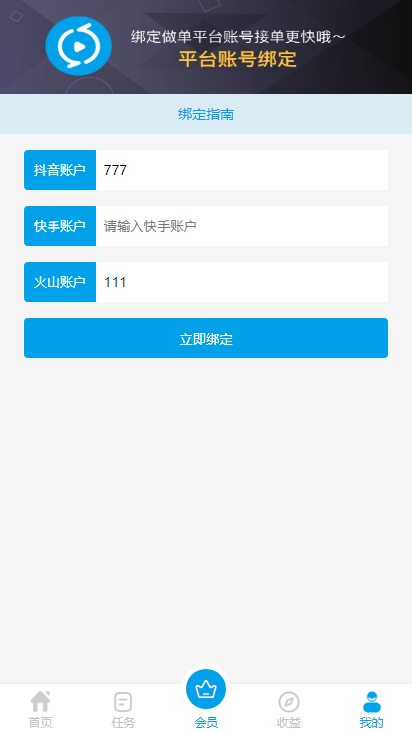 绑定做单平台账号接单更快哦～
平台账户绑定
绑定指南
抖音账户 777
快手账户 请输入快手账户
火山账户 111
立即绑定
首页 任务 会员 收益 我的